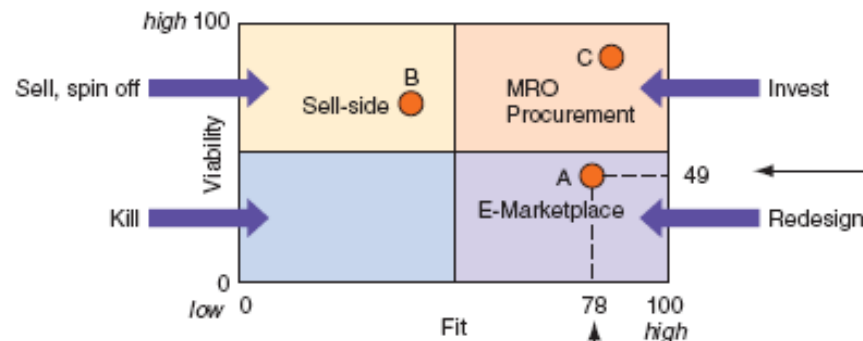 high 100
C
B
Sell, spin off
Sell-side
MRO
Procurement
Invest
Viability
A
49
Kill
E-Marketplace
Redesign
0
low
0
78
100
Fit
high